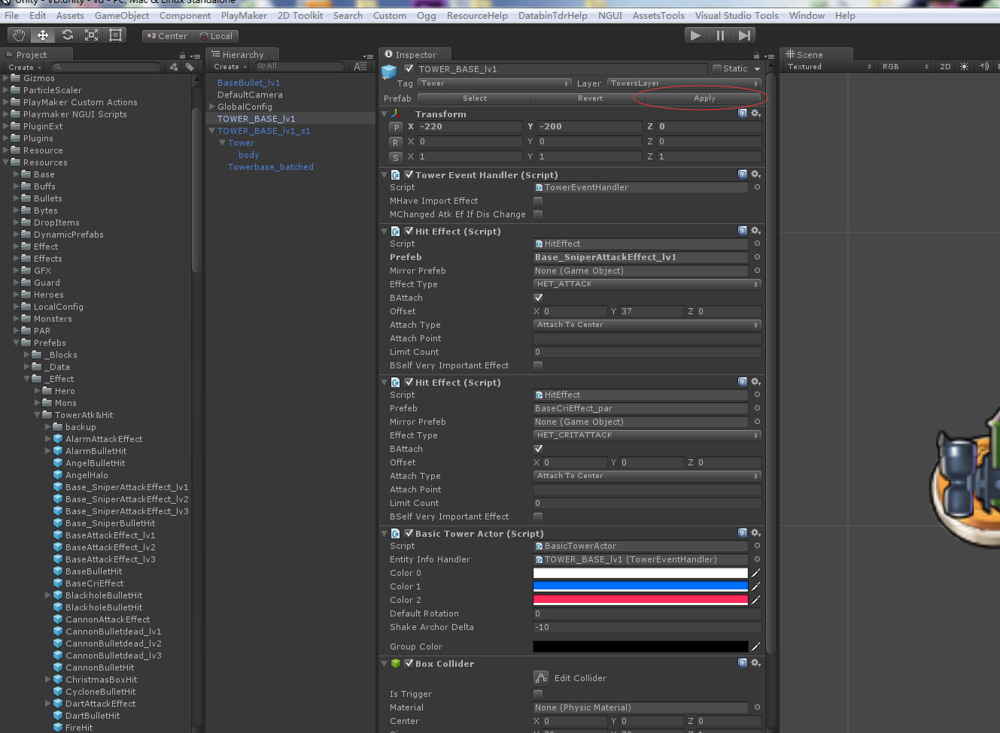 Unity - VD.unity - vd - PC, Mac & Linux Standalone
File Edit Assets GameObject Component PlayMaker 2D Toolkit Search Custom Ogg ResourceHelp DatabinTdrHelp NGUI AssetsTools Visual Studio Tools Window Help
Center Local
Project
Create
Gizmos
ParticleScaler
PlayMaker Custom Actions
Playmaker NGUI Scripts
PluginExt
Plugins
Resource
Resources
Base
Buffs
Bullets
Bytes
DropItems
DynamicPrefabs
Effect
Effects
GFX
Guard
Heroes
LocalConfig
Monsters
PAR
Prefabs
_Blocks
_Data
_Effect
Hero
Mons
TowerAtk&Hit
backup
AlarmAttackEffect
AlarmBulletHit
AngelBulletHit
AngelHalo
Base_SniperAttackEffect_lv1
Base_SniperAttackEffect_lv2
Base_SniperAttackEffect_lv3
Base_SniperBulletHit
BaseAttackEffect_lv1
BaseAttackEffect_lv2
BaseAttackEffect_lv3
BaseBulletHit
BaseCriEffect
BlackholeBulletHit
BlackholeBulletHit
CannonAttackEffect
CannonBulletdead_lv1
CannonBulletdead_lv2
CannonBulletdead_lv3
CannonBulletHit
ChristmasBoxHit
CycloneBulletHit
DartAttackEffect
DartBulletHit
FireHit
Hierarchy
Create All
BaseBullet_lv1
DefaultCamera
GlobalConfig
TOWER_BASE_lv1
TOWER_BASE_lv1_s1
Tower
body
Towerbase_batched
Inspector
TOWER_BASE_lv1 Static
Tag Tower Layer TowersLayer
Prefab Select Revert Apply
Transform
P X -220 Y -200 Z 0
R X 0 Y 0 Z 0
S X 1 Y 1 Z 1
Tower Event Handler (Script)
Script TowerEventHandler
MHave Import Effect
MChanged Atk Ef If Dis Change
Hit Effect (Script)
Script HitEffect
Prefeb Base_SniperAttackEffect_lv1
Mirror Prefeb None (Game Object)
Effect Type HET_ATTACK
BAttach
Offset X 0 Y 37 Z 0
Attach Type Attach To Center
Attach Point
Limit Count 0
BSelf Very Important Effect
Hit Effect (Script)
Script HitEffect
Prefeb BaseCriEffect_par
Mirror Prefeb None (Game Object)
Effect Type HET_CRITATTACK
BAttach
Offset X 0 Y 0 Z 0
Attach Type Attach To Center
Attach Point
Limit Count 0
BSelf Very Important Effect
Basic Tower Actor (Script)
Script BasicTowerActor
Entity Info Handler TOWER_BASE_lv1 (TowerEventHandler)
Color 0
Color 1
Color 2
Default Rotation 0
Shake Archor Delta -10
Group Color
Box Collider
Edit Collider
Is Trigger
Material None (Physic Material)
Center X 0 Y 0 Z 0
Scene
Textured RGB 2D